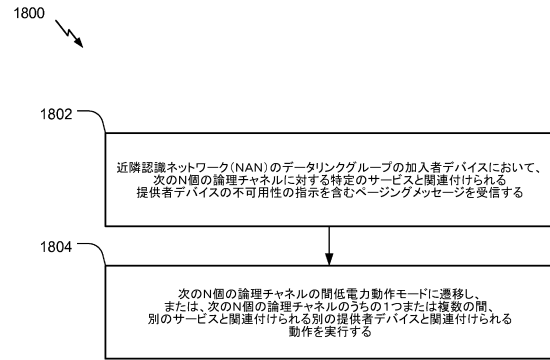 1800
1802
近隣認識ネットワーク(NAN)のデータリンクグループの加入者デバイスにおいて、
次のN個の論理チャネルに対する特定のサービスと関連付けられる
提供者デバイスの不可用性の指示を含むページングメッセージを受信する
1804
次のN個の論理チャネルの間低電力動作モードに遷移し、
または、次のN個の論理チャネルのうちの1つまたは複数の間、
別のサービスと関連付けられる別の提供者デバイスと関連付けられる
動作を実行する